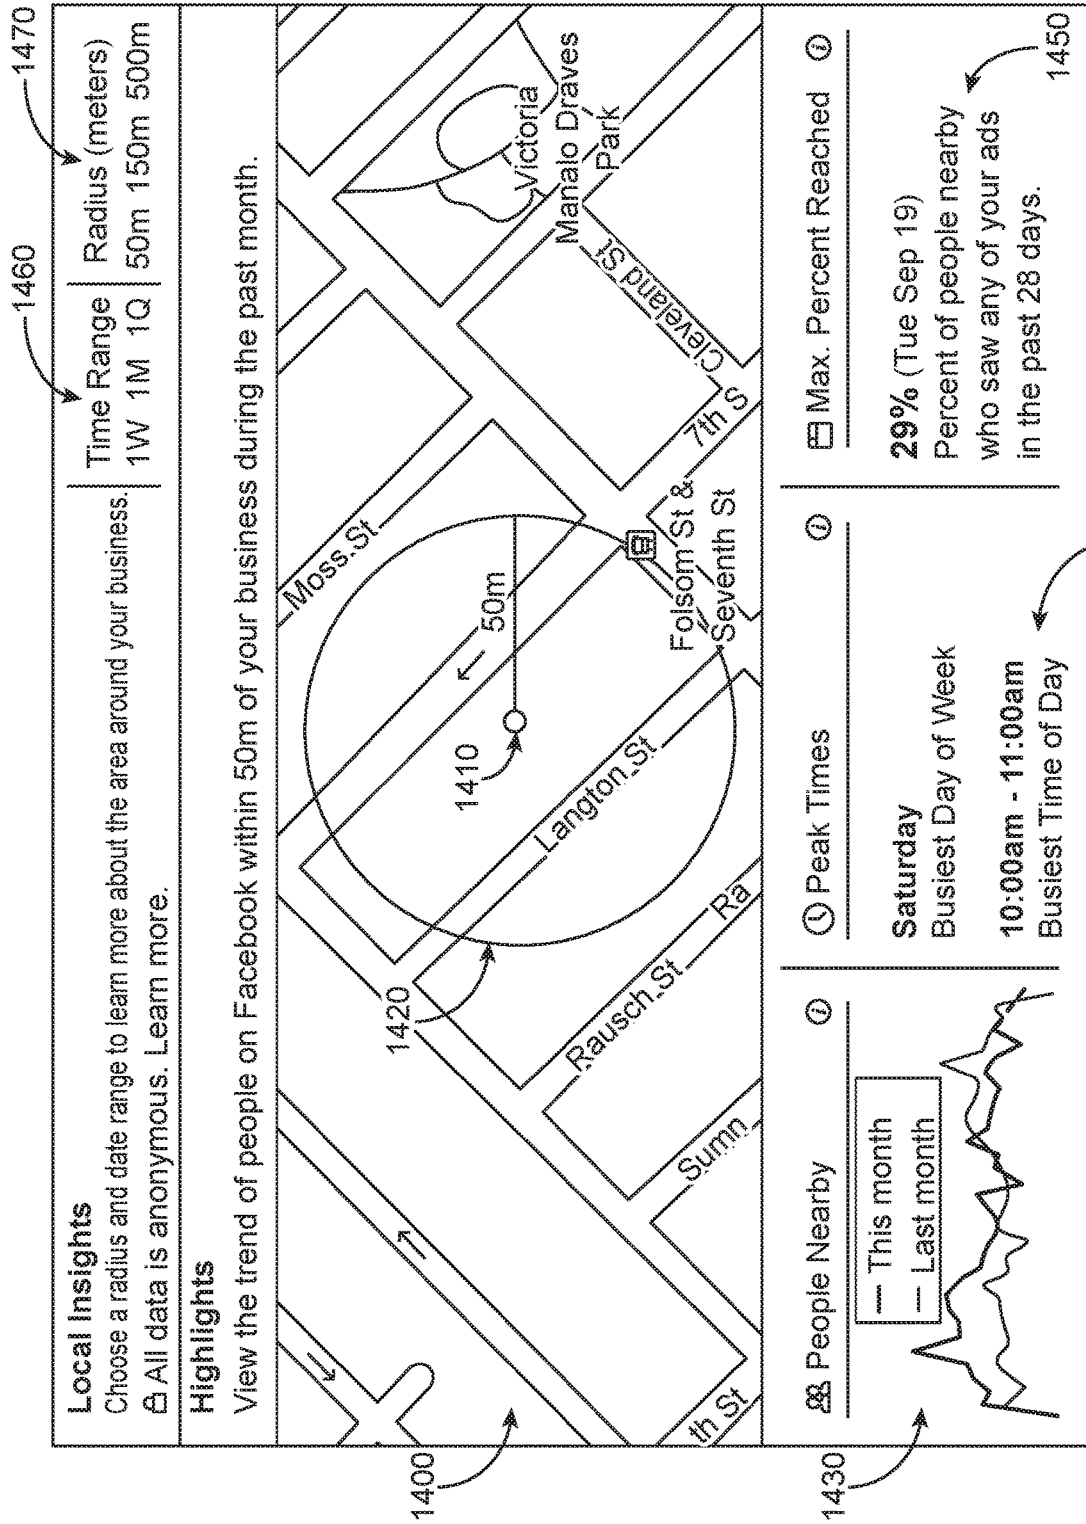 1460
1470
Local Insights
Choose a radius and date range to learn more about the area around your business.
All data is anonymous. Learn more.
Time Range
1W 1M 1Q
Radius (meters)
50m 150m 500m
Highlights
View the trend of people on Facebook within 50m of your business during the past month.
1400
1420
1410
50m
Moss St
Langton St
Rausch St
Ra
Sumn
th St
Folsom St &
Seventh St
7th S
Cleveland St
Victoria
Manalo Draves
Park
1430
People Nearby
This month
Last month
Peak Times
Saturday
Busiest Day of Week
10:00am - 11:00am
Busiest Time of Day
Max. Percent Reached
29% (Tue Sep 19)
Percent of people nearby
who saw any of your ads
in the past 28 days.
1450